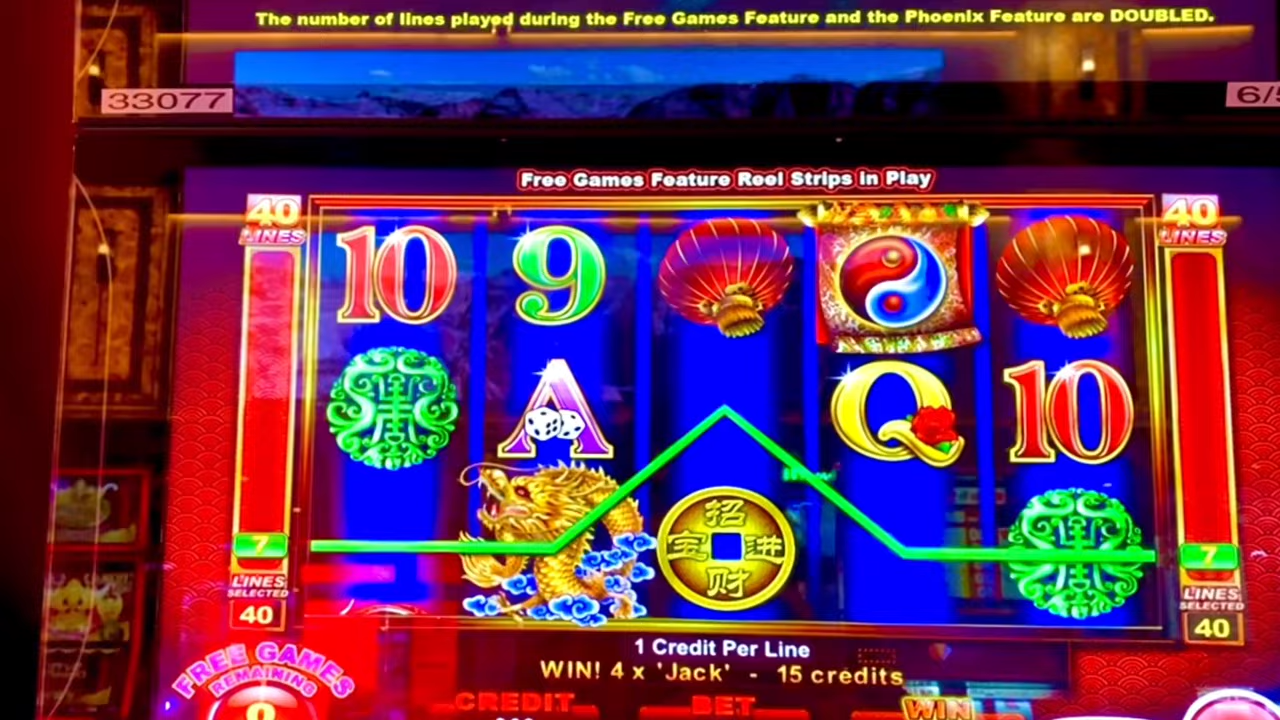 The number of lines played during the Free Games Feature and the Phoenix Feature are DOUBLED.
33077
6/
Free Games Feature Reel Strips in Play
40
LINES
40
LINES
10
9
A
Q
10
招
宝 进
财
7
7
LINES
SELECTED
40
LINES
SELECTED
40
1 Credit Per Line
WIN! 4 x 'Jack' - 15 credits
FREE GAMES
REMAINING
0
CREDIT
BET
WIN